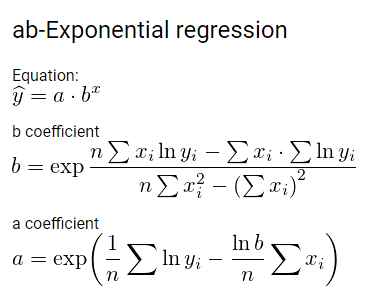 ab-Exponential regression
Equation:
ŷ = a · b^x
b coefficient
b = exp (n ∑ x_i ln y_i − ∑ x_i · ∑ ln y_i) / (n ∑ x_i^2 − (∑ x_i)^2)
a coefficient
a = exp(1/n ∑ ln y_i − ln b/n ∑ x_i)